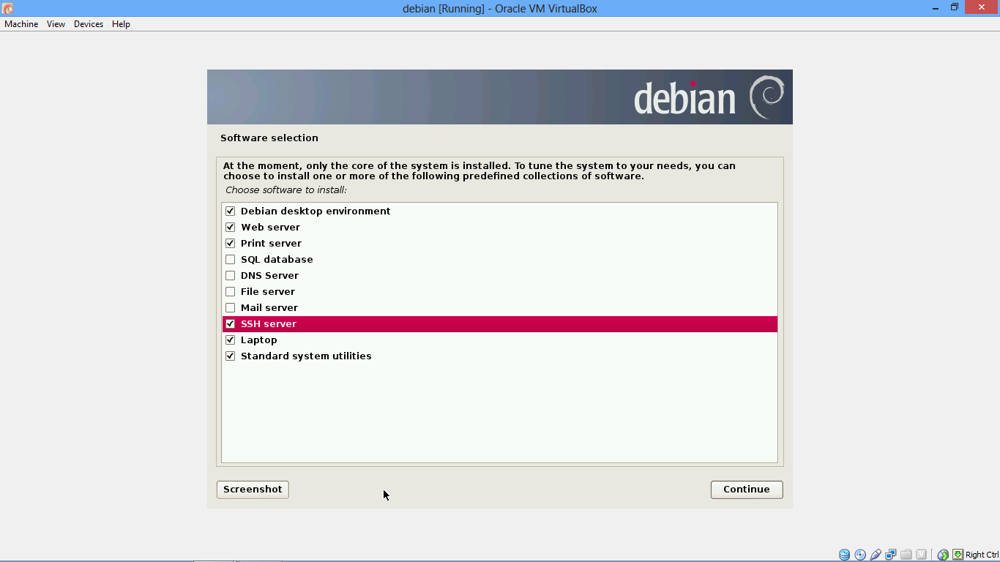 debian [Running] - Oracle VM VirtualBox
Machine View Devices Help
debian
Software selection
At the moment, only the core of the system is installed. To tune the system to your needs, you can
choose to install one or more of the following predefined collections of software.
Choose software to install:
Debian desktop environment
Web server
Print server
SQL database
DNS Server
File server
Mail server
SSH server
Laptop
Standard system utilities
Screenshot
Continue
Right Ctrl